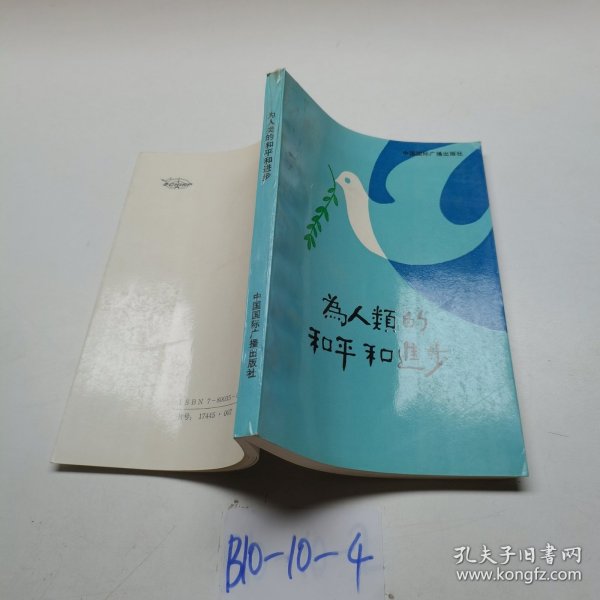 中国国际广播出版社
為人類的
和平和進步
为人类的和平和进步
中国国际广播出版社
ISBN 7-80035-
书号: 17445·007
B10-10-4
孔夫子旧書网
www.kongfz.com